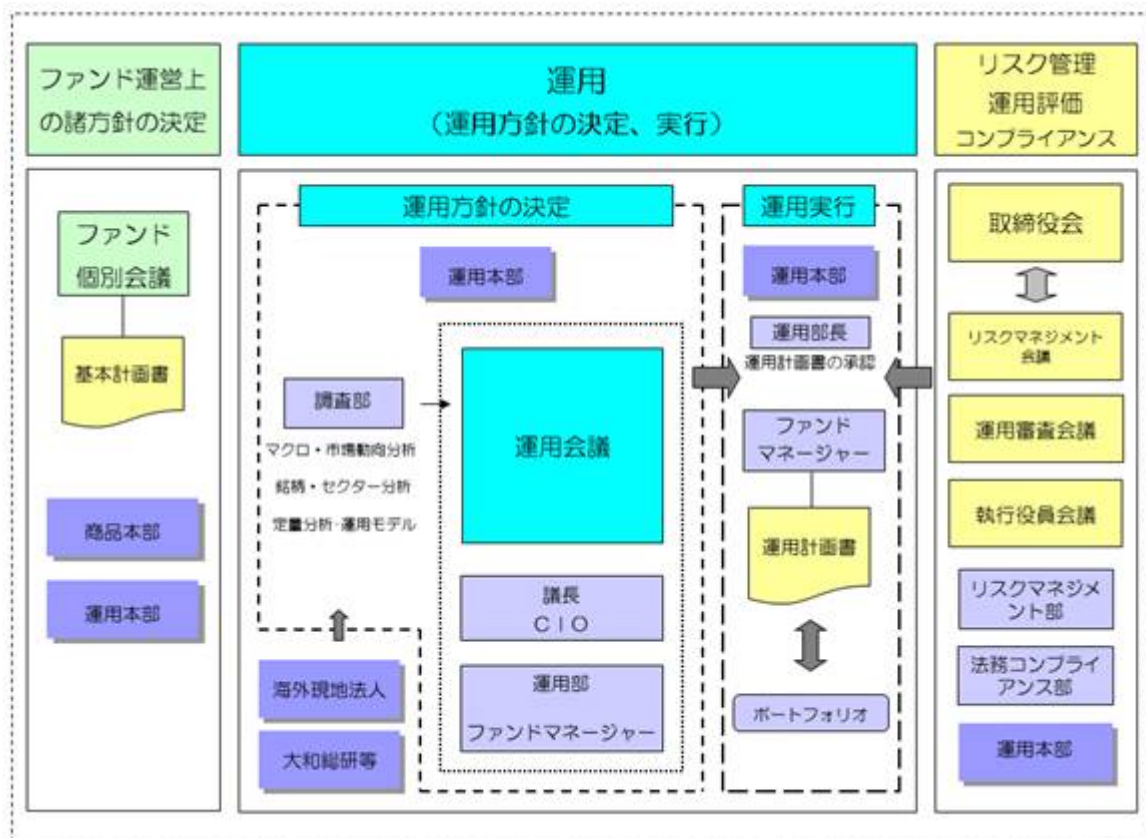 ファンド運営上
の諸方針の決定
運用
（運用方針の決定、実行）
リスク管理
運用評価
コンプライアンス
ファンド
個別会議
基本計画書
商品本部
運用本部
運用方針の決定
運用本部
調査部
マクロ・市場動向分析
銘柄・セクター分析
定量分析・運用モデル
運用会議
議長
ＣＩＯ
運用部
ファンドマネージャー
海外現地法人
大和総研等
運用実行
運用本部
運用部長
運用計画書の承認
ファンド
マネージャー
運用計画書
ポートフォリオ
取締役会
リスクマネジメント
会議
運用審査会議
執行役員会議
リスクマネジメ
ント部
法務コンプライ
アンス部
運用本部